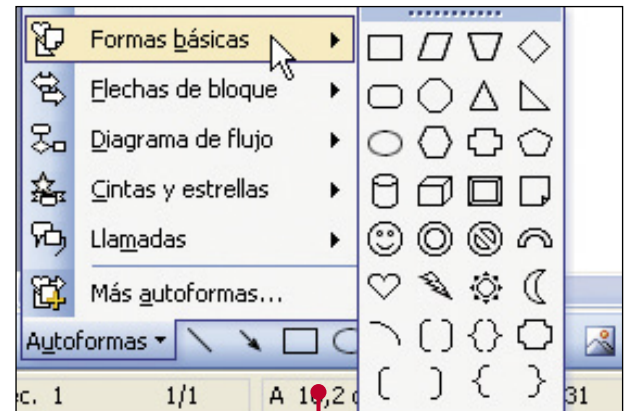 Formas básicas
Flechas de bloque
Diagrama de flujo
Cintas y estrellas
Llamadas
Más autoformas...
Autoformas
c. 1 1/1 A 31